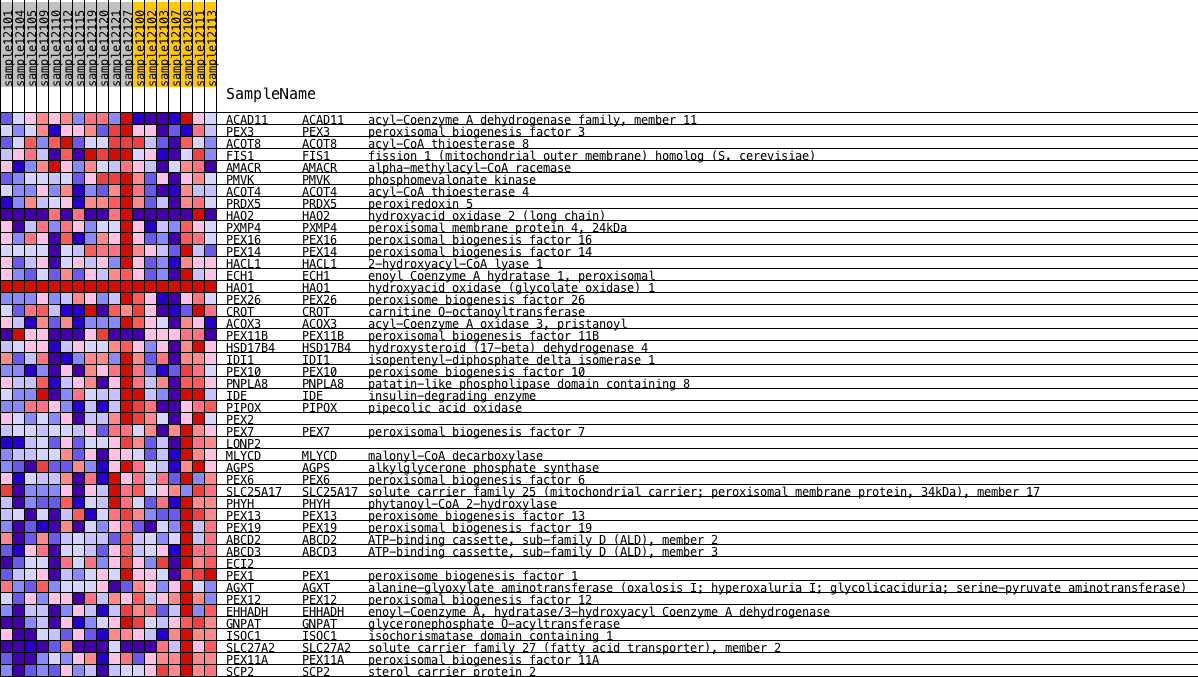 sample12101
sample12104
sample12105
sample12109
sample12110
sample12112
sample12115
sample12119
sample12120
sample12121
sample12127
sample12100
sample12102
sample12103
sample12107
sample12108
sample12111
sample12113
SampleName
ACAD11 ACAD11 acyl-Coenzyme A dehydrogenase family, member 11
PEX3 PEX3 peroxisomal biogenesis factor 3
ACOT8 ACOT8 acyl-CoA thioesterase 8
FIS1 FIS1 fission 1 (mitochondrial outer membrane) homolog (S. cerevisiae)
AMACR AMACR alpha-methylacyl-CoA racemase
PMVK PMVK phosphomevalonate kinase
ACOT4 ACOT4 acyl-CoA thioesterase 4
PRDX5 PRDX5 peroxiredoxin 5
HAO2 HAO2 hydroxyacid oxidase 2 (long chain)
PXMP4 PXMP4 peroxisomal membrane protein 4, 24kDa
PEX16 PEX16 peroxisomal biogenesis factor 16
PEX14 PEX14 peroxisomal biogenesis factor 14
HACL1 HACL1 2-hydroxyacyl-CoA lyase 1
ECH1 ECH1 enoyl Coenzyme A hydratase 1, peroxisomal
HAO1 HAO1 hydroxyacid oxidase (glycolate oxidase) 1
PEX26 PEX26 peroxisome biogenesis factor 26
CROT CROT carnitine O-octanoyltransferase
ACOX3 ACOX3 acyl-Coenzyme A oxidase 3, pristanoyl
PEX11B PEX11B peroxisomal biogenesis factor 11B
HSD17B4 HSD17B4 hydroxysteroid (17-beta) dehydrogenase 4
IDI1 IDI1 isopentenyl-diphosphate delta isomerase 1
PEX10 PEX10 peroxisome biogenesis factor 10
PNPLA8 PNPLA8 patatin-like phospholipase domain containing 8
IDE IDE insulin-degrading enzyme
PIPOX PIPOX pipecolic acid oxidase
PEX2
PEX7 PEX7 peroxisomal biogenesis factor 7
LONP2
MLYCD MLYCD malonyl-CoA decarboxylase
AGPS AGPS alkylglycerone phosphate synthase
PEX6 PEX6 peroxisomal biogenesis factor 6
SLC25A17 SLC25A17 solute carrier family 25 (mitochondrial carrier; peroxisomal membrane protein, 34kDa), member 17
PHYH PHYH phytanoyl-CoA 2-hydroxylase
PEX13 PEX13 peroxisome biogenesis factor 13
PEX19 PEX19 peroxisomal biogenesis factor 19
ABCD2 ABCD2 ATP-binding cassette, sub-family D (ALD), member 2
ABCD3 ABCD3 ATP-binding cassette, sub-family D (ALD), member 3
ECI2
PEX1 PEX1 peroxisome biogenesis factor 1
AGXT AGXT alanine-glyoxylate aminotransferase (oxalosis I; hyperoxaluria I; glycolicaciduria; serine-pyruvate aminotransferase)
PEX12 PEX12 peroxisomal biogenesis factor 12
EHHADH EHHADH enoyl-Coenzyme A, hydratase/3-hydroxyacyl Coenzyme A dehydrogenase
GNPAT GNPAT glyceronephosphate O-acyltransferase
ISOC1 ISOC1 isochorismatase domain containing 1
SLC27A2 SLC27A2 solute carrier family 27 (fatty acid transporter), member 2
PEX11A PEX11A peroxisomal biogenesis factor 11A
SCP2 SCP2 sterol carrier protein 2